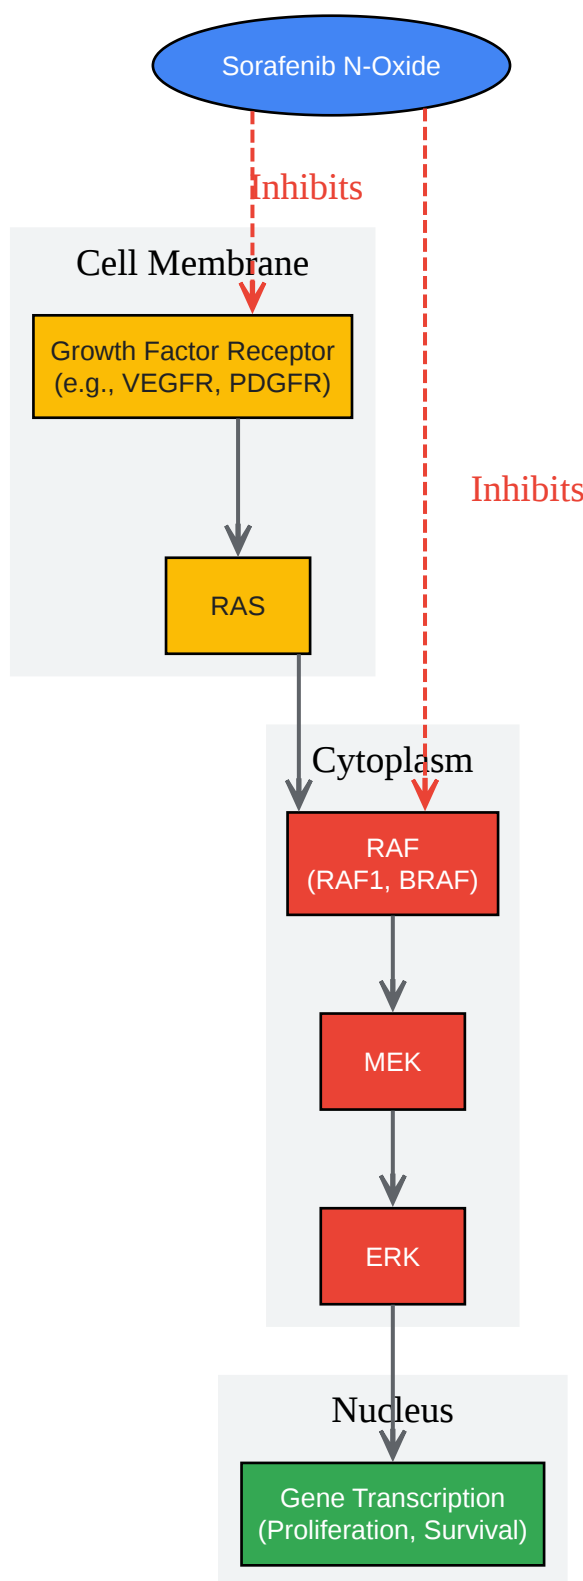 Sorafenib N-Oxide
Inhibits
Cell Membrane
Growth Factor Receptor
(e.g., VEGFR, PDGFR)
Inhibits
RAS
Cytoplasm
RAF
(RAF1, BRAF)
MEK
ERK
Nucleus
Gene Transcription
(Proliferation, Survival)